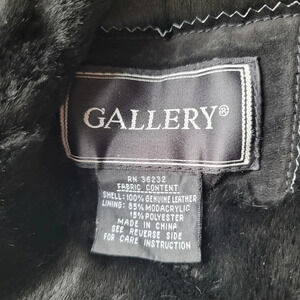 GALLERY®
RN 36232
FABRIC CONTENT
SHELL: 100% GENUINE LEATHER
LINING: 85% MODACRYLIC
15% POLYESTER
MADE IN CHINA
SEE REVERSE SIDE
FOR CARE INSTRUCTION